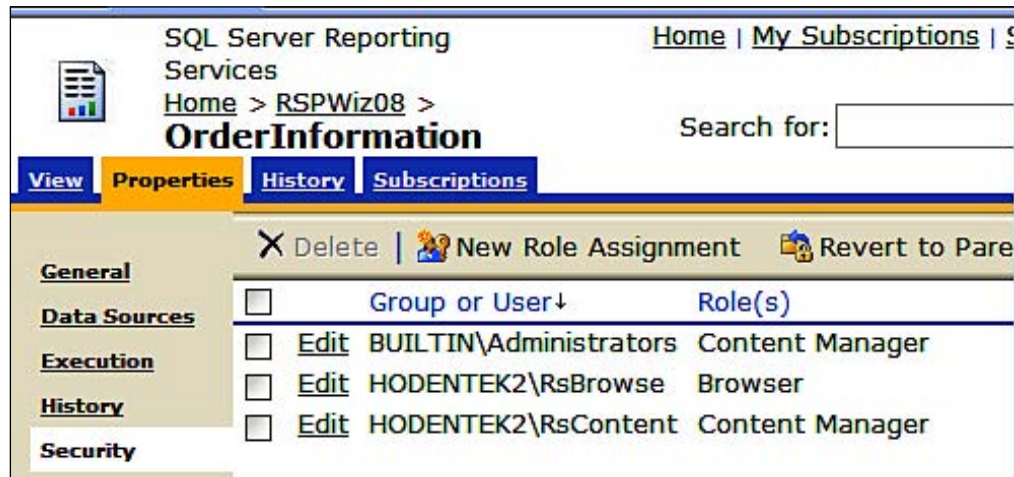 SQL Server Reporting
Services
Home > RSPWiz08 >
OrderInformation
Home | My Subscriptions |
Search for:
View Properties History Subscriptions
General
Data Sources
Execution
History
Security
Delete | New Role Assignment Revert to Pare
Group or User↓ Role(s)
Edit BUILTIN\Administrators Content Manager
Edit HODENTEK2\RsBrowse Browser
Edit HODENTEK2\RsContent Content Manager